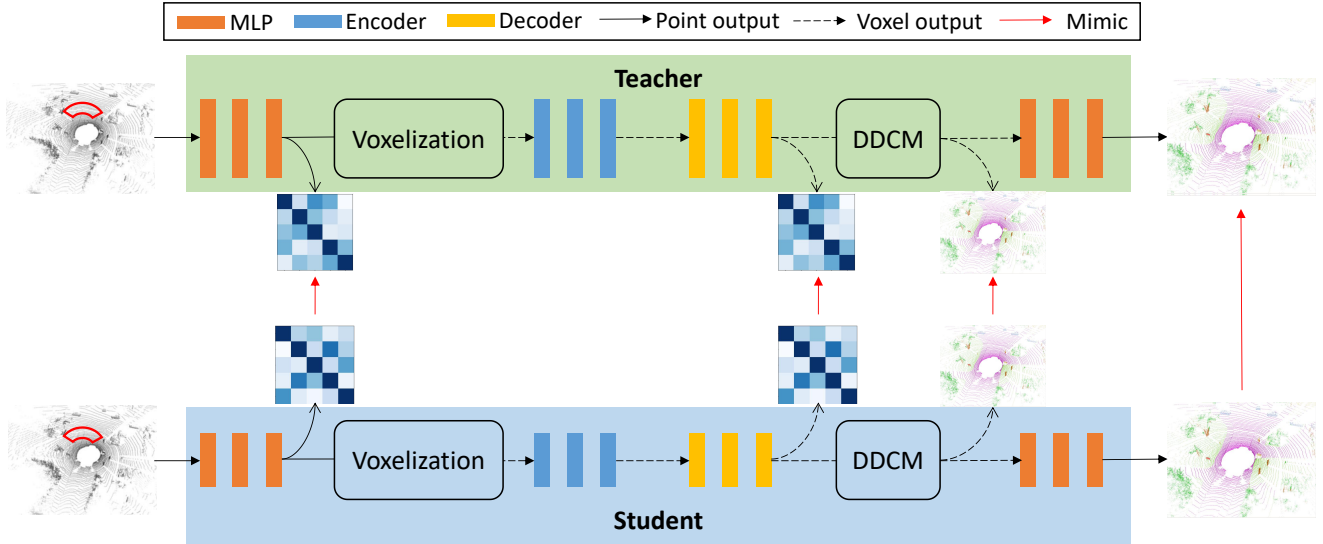 MLP Encoder Decoder Point output Voxel output Mimic
Teacher
Voxelization DDCM
Voxelization DDCM
Student